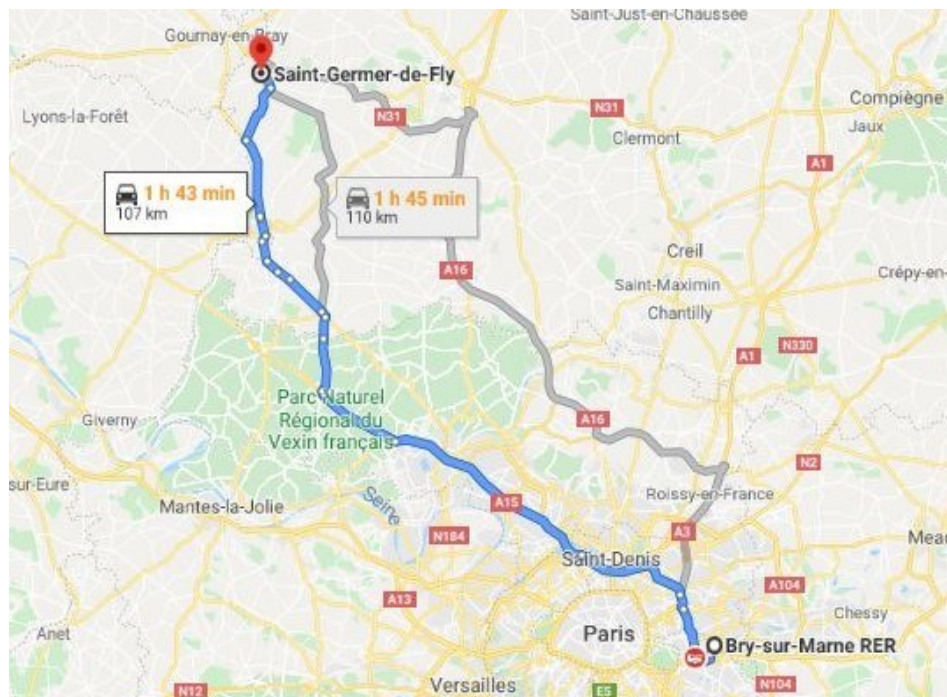 Saint-Just-en-Chaussée
Gournay-en-Bray
Saint-Germer-de-Fly
Lyons-la-Forêt
N31
N31
Compiègne
Jaux
Clermont
A1
1 h 43 min
107 km
1 h 45 min
110 km
Creil
A16
Saint-Maximin
Crépy-en-
Chantilly
A1
N330
Parc Naturel
Régional du
Vexin français
Giverny
A16
N2
sur-Eure
Mantes-la-Jolie
Seine
A15
Roissy-en-France
N184
A3
Saint-Denis
Mea
A13
A104
Chessy
Anet
Paris
Bry-sur-Marne RER
N12
Versailles
E5
N104